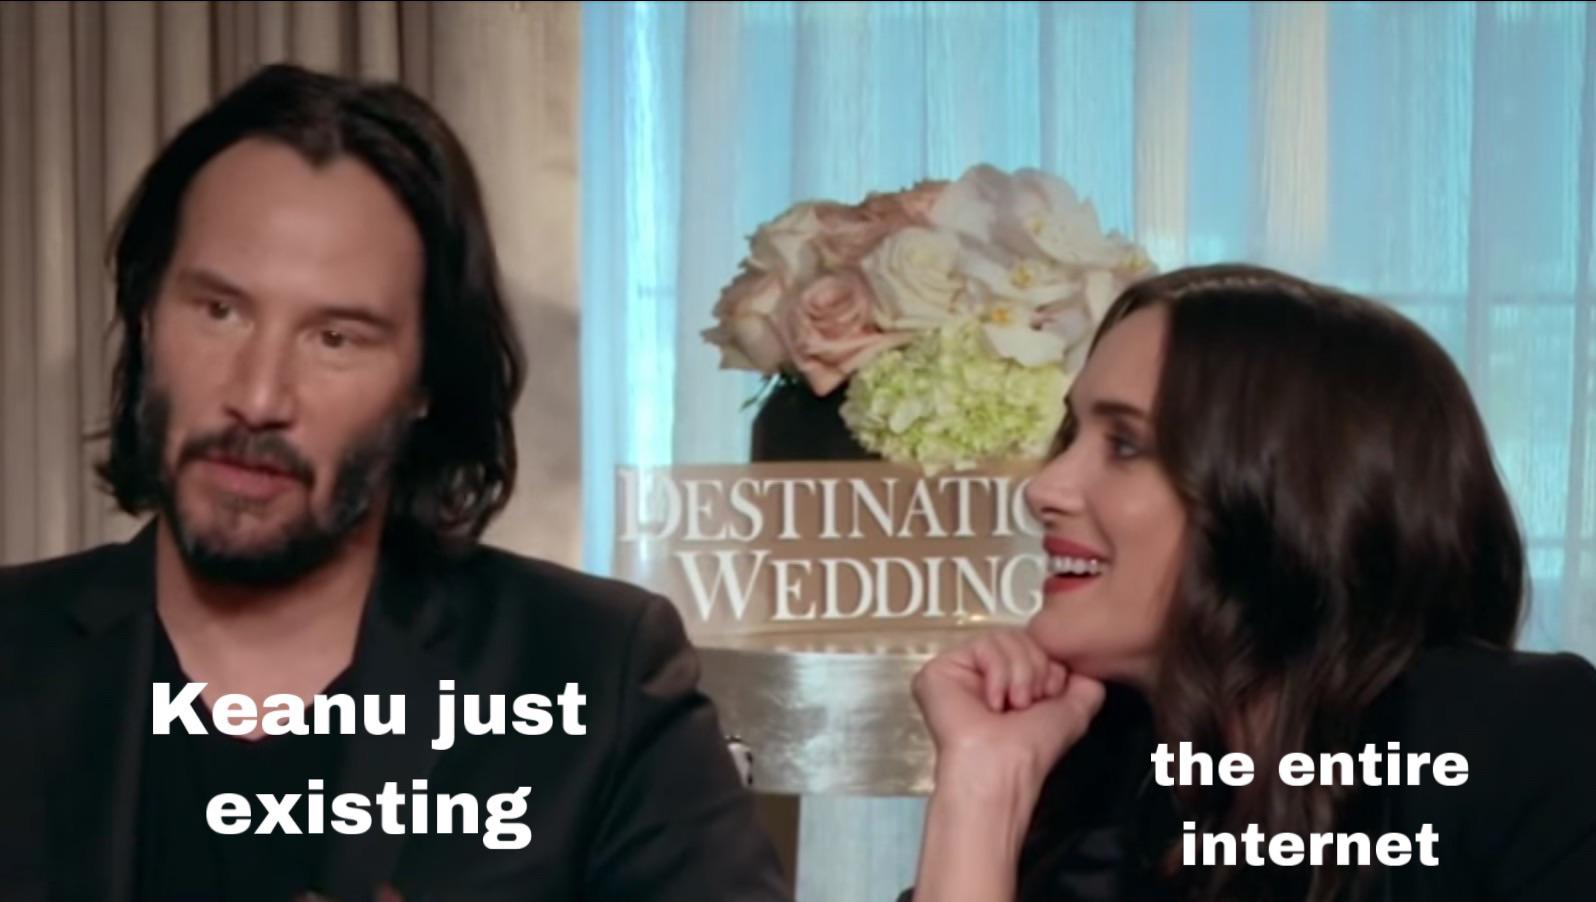 DESTINATIO
WEDDING
Keanu just
existing
the entire
internet